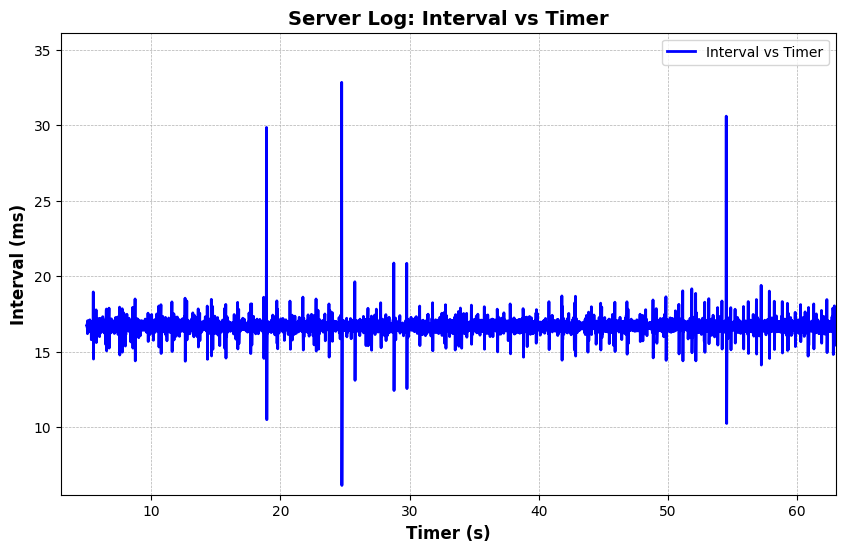 Server Log: Interval vs Timer
Interval vs Timer
35
30
25
20
15
10
Interval (ms)
10 20 30 40 50 60
Timer (s)